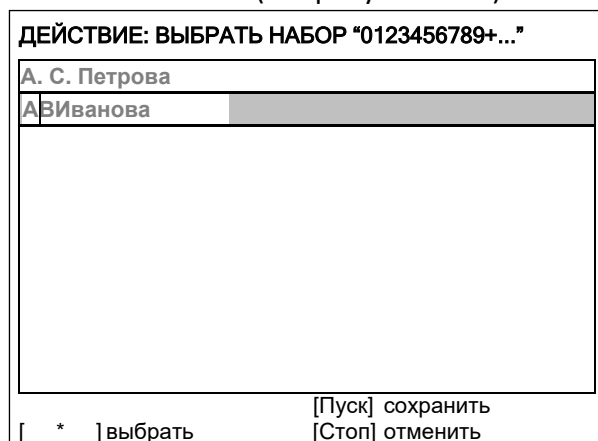 ДЕЙСТВИЕ: ВЫБРАТЬ НАБОР “0123456789+...”
А. С. Петрова
АВИванова
[Пуск] сохранить
[ * ] выбрать [Стоп] отменить